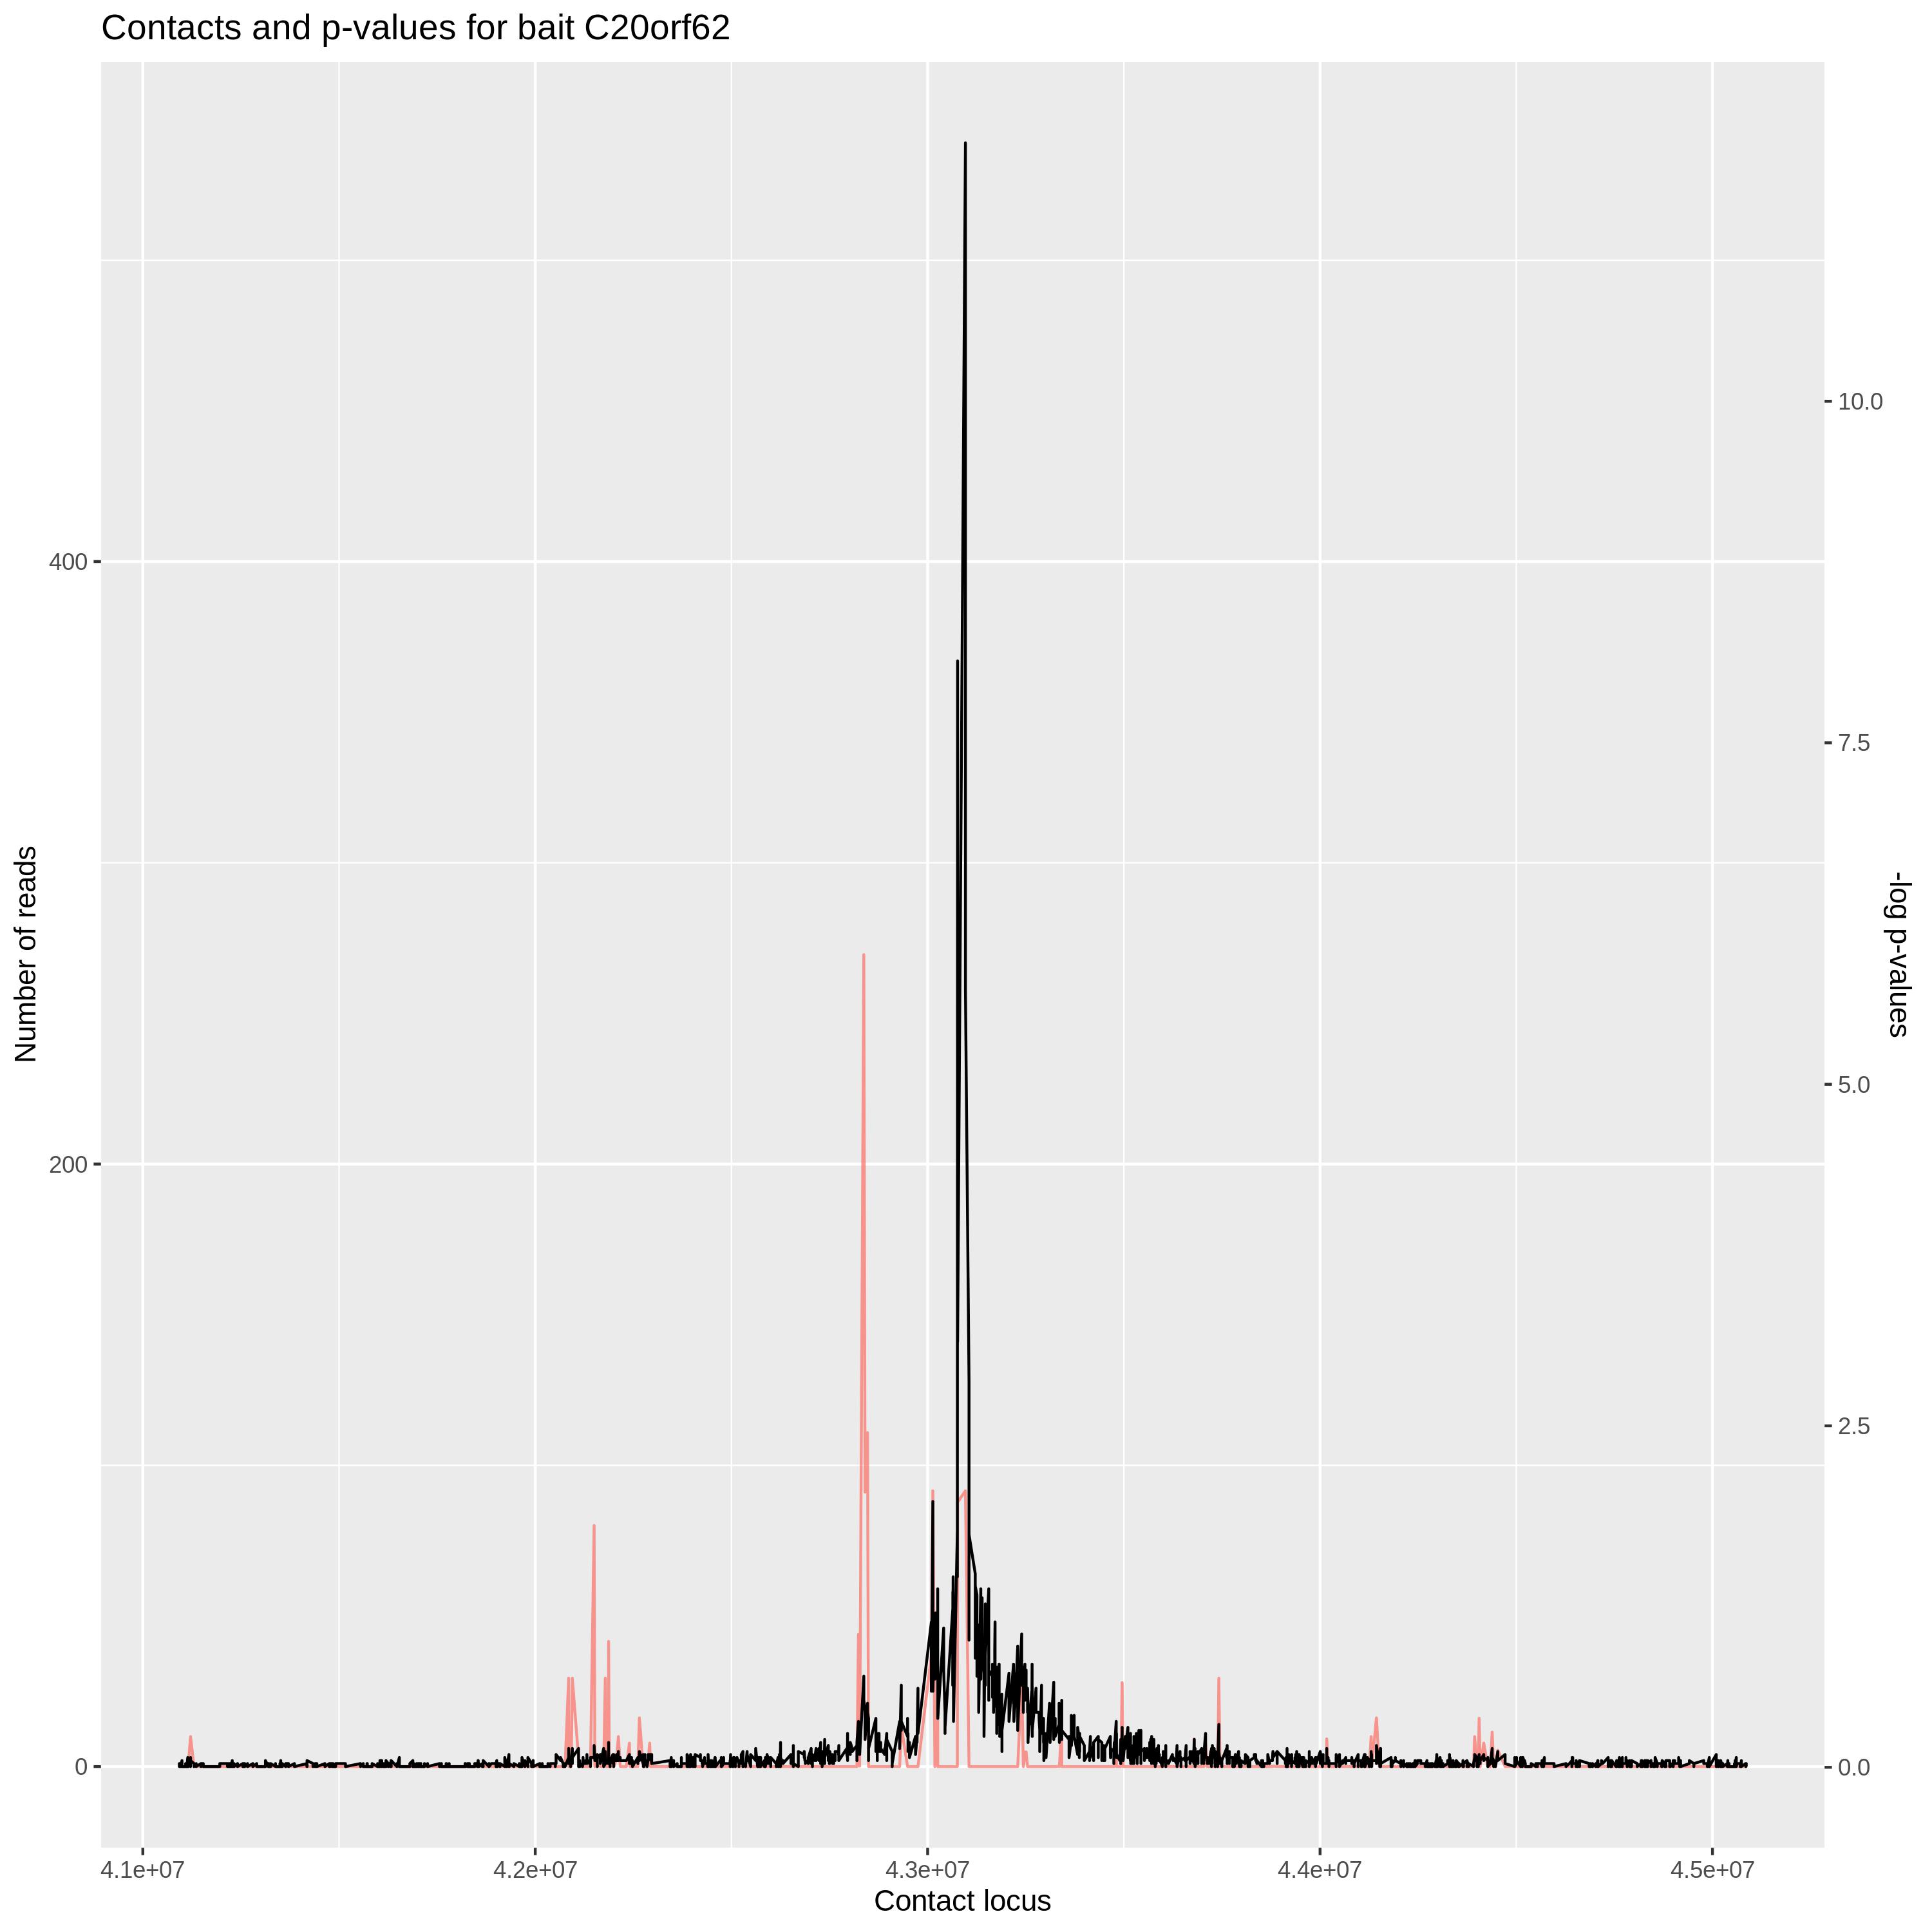 Contacts and p-values for bait C20orf62
Number of reads
400
200
0
10.0
7.5
5.0
2.5
0.0
-log p-values
4.1e+07 4.2e+07 4.3e+07 4.4e+07 4.5e+07
Contact locus